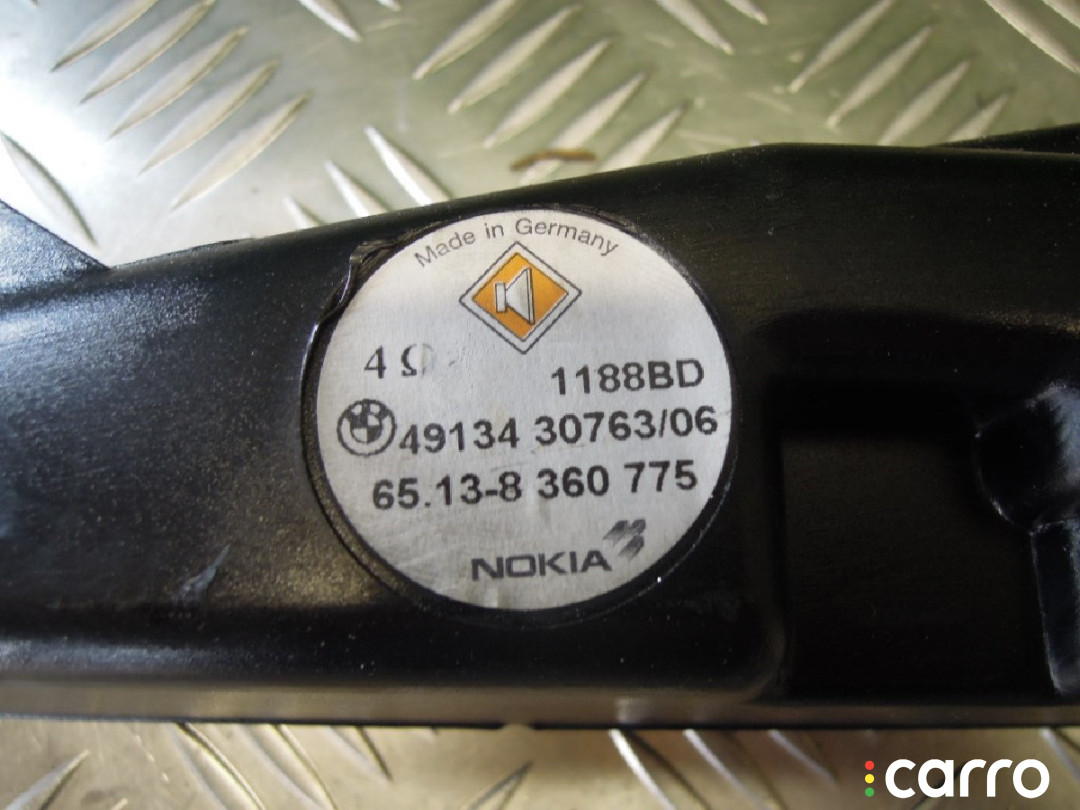 Made in Germany
4 Ω
1188BD
49134 30763/06
65.13-8 360 775
NOKIA
carro